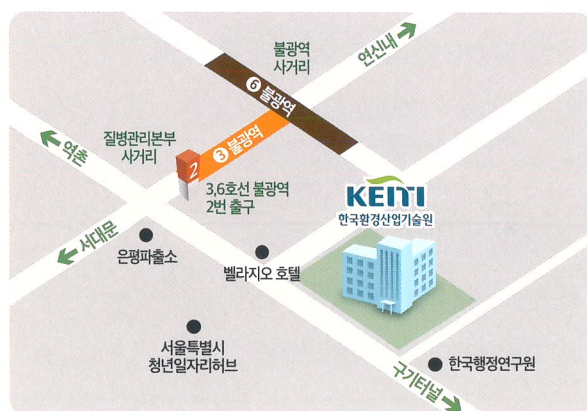 불광역
사거리
연신내
6 불광역
질병관리본부
사거리
역촌
3 불광역
2
3,6호선 불광역
2번 출구
KEITI
한국환경산업기술원
서대문
은평파출소
벨라지오 호텔
서울특별시
청년일자리허브
한국행정연구원
구기터널